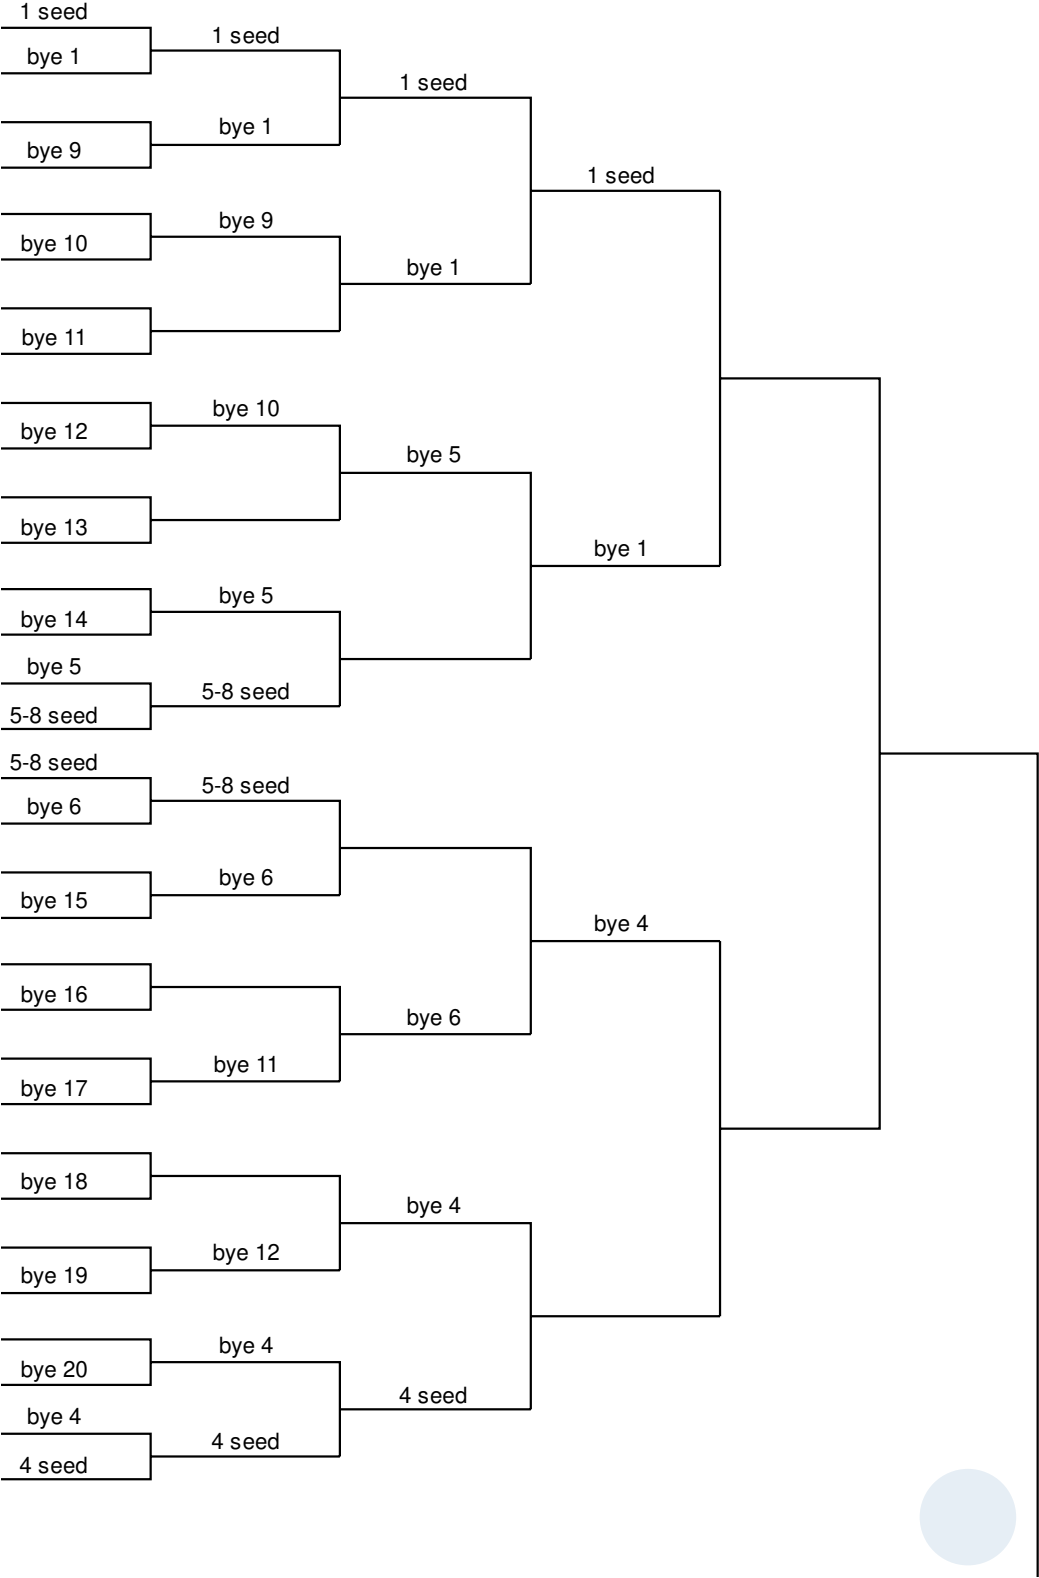 1 seed
bye 1
bye 9
bye 10
bye 11
bye 12
bye 13
bye 14
bye 5
5-8 seed
5-8 seed
bye 6
bye 15
bye 16
bye 17
bye 18
bye 19
bye 20
bye 4
4 seed
1 seed
bye 1
bye 9
bye 10
bye 5
5-8 seed
5-8 seed
bye 6
bye 11
bye 12
bye 4
4 seed
1 seed
bye 1
bye 5
bye 6
bye 4
4 seed
1 seed
bye 1
bye 4